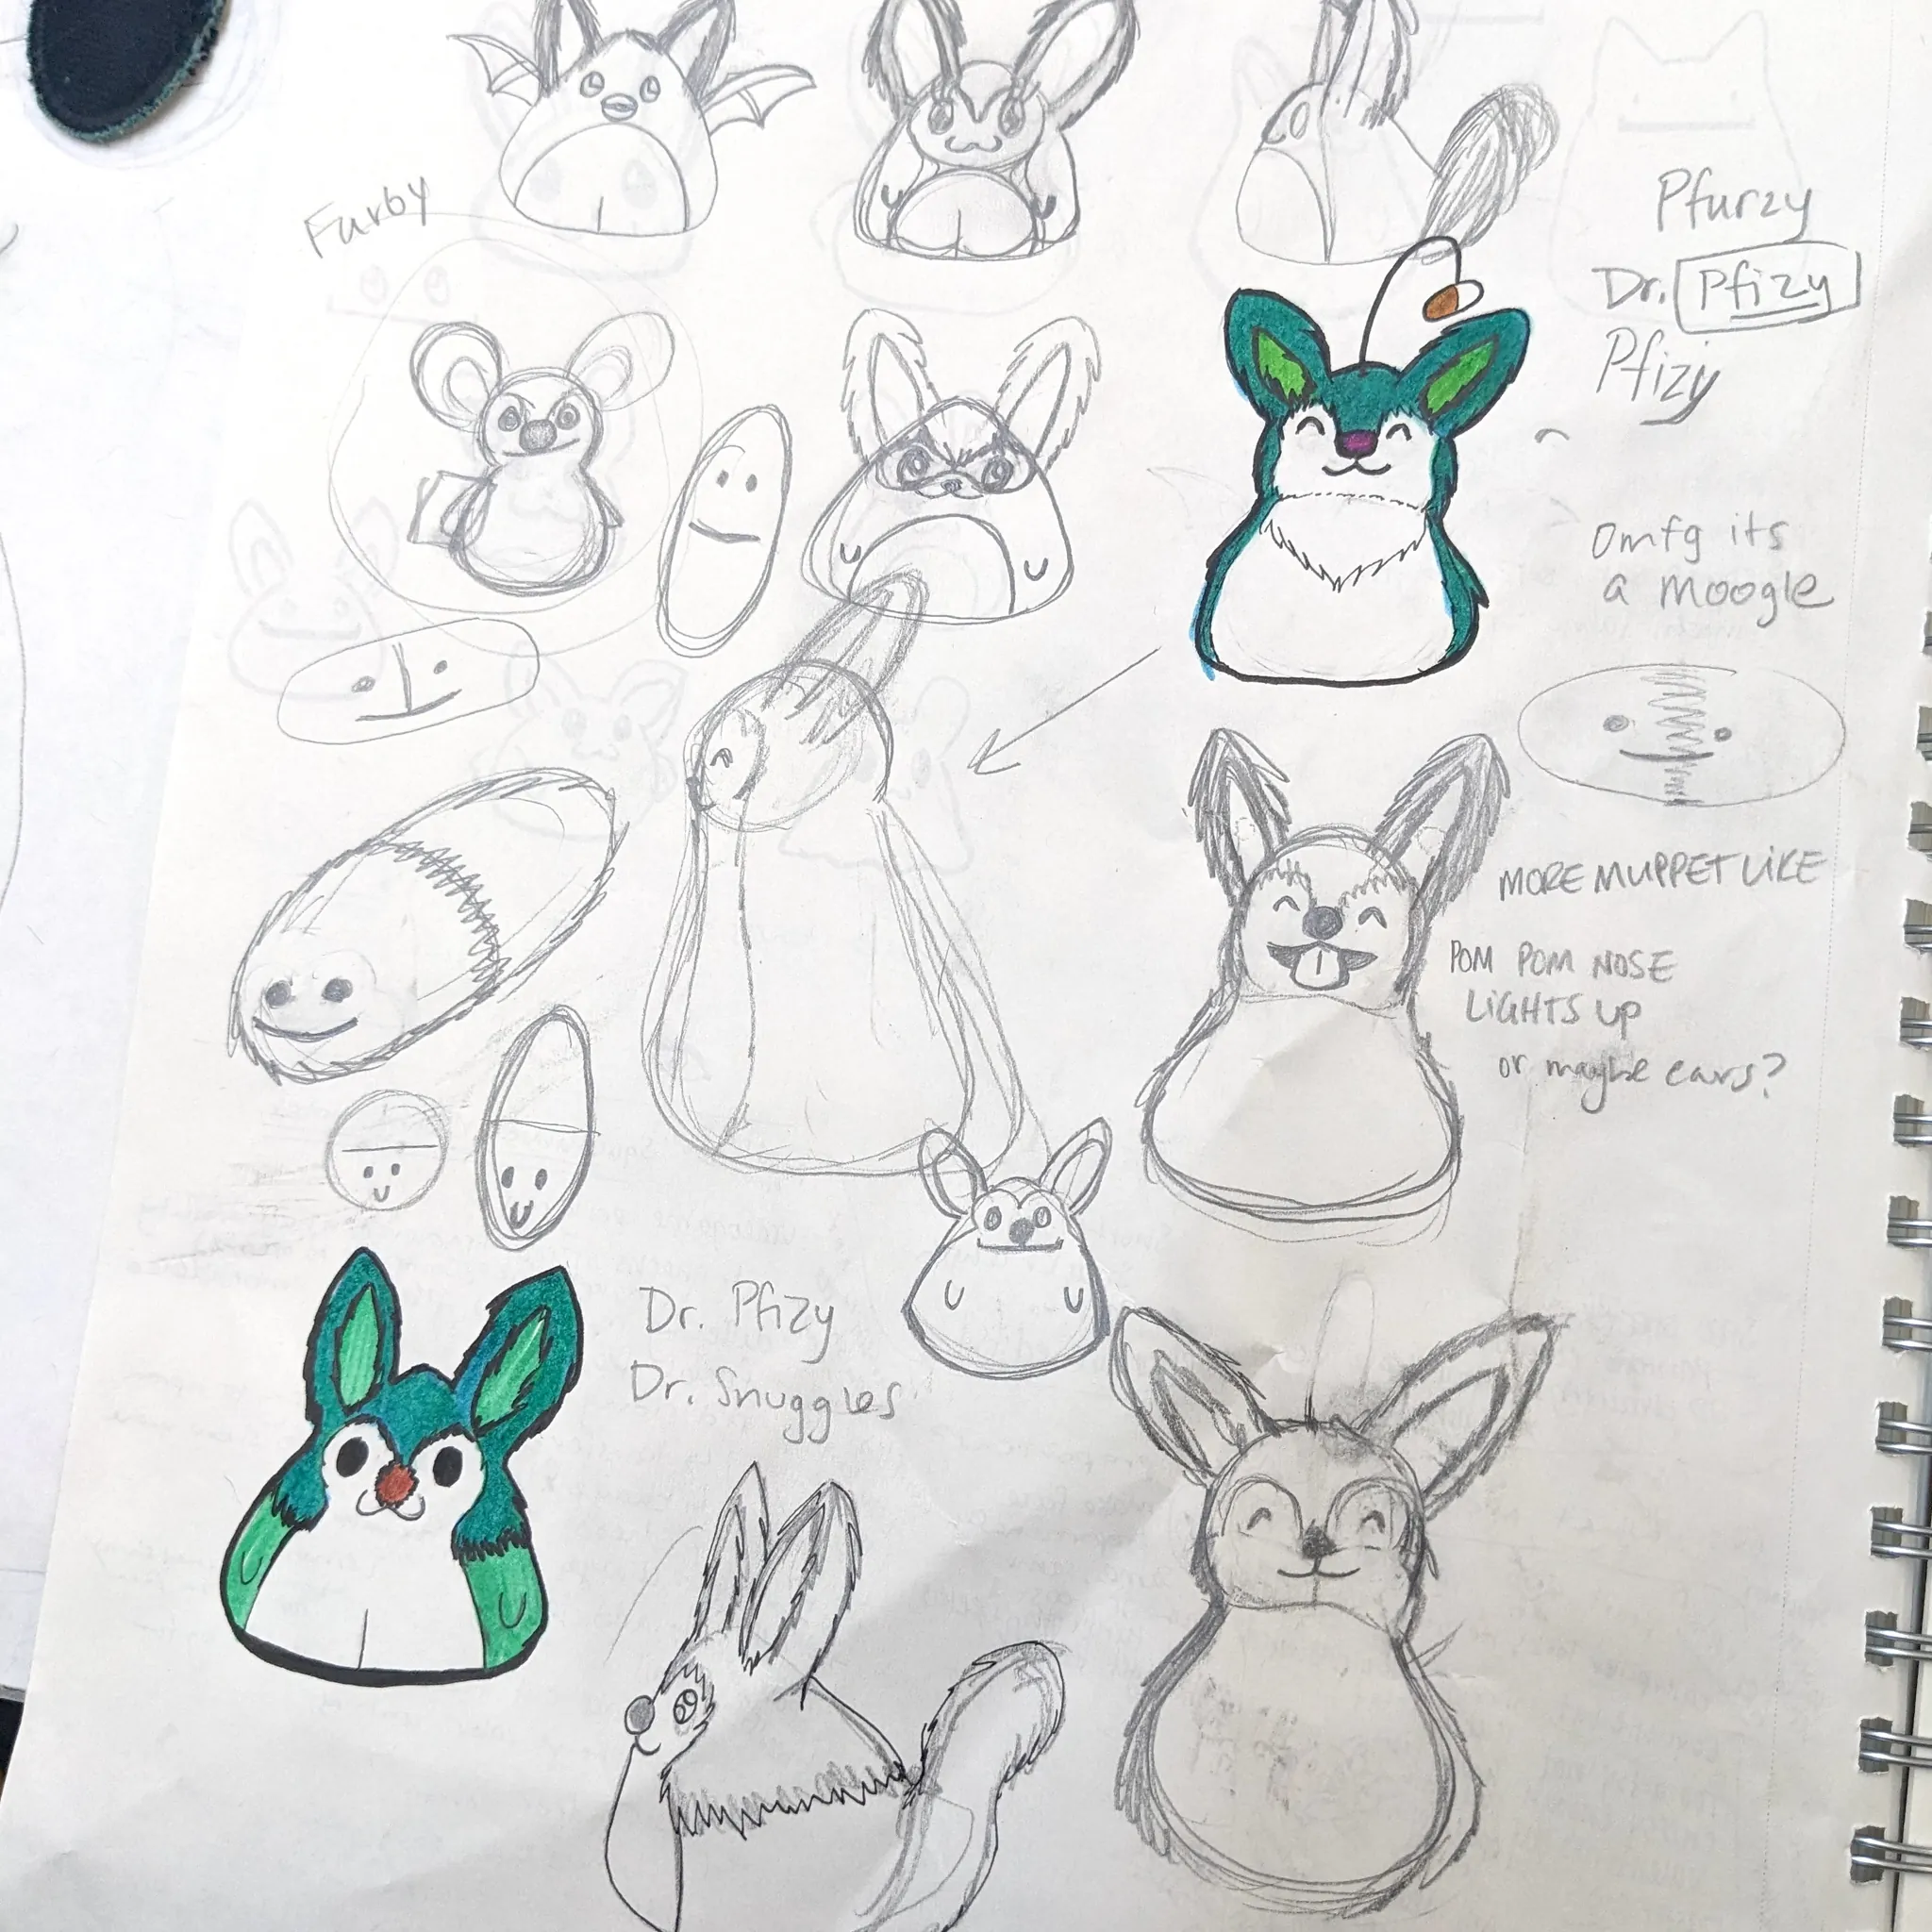 Furby
Pfurzy
Dr. Pfizy
Pfizy
Omfg its
a moogle
MORE MUPPET LIKE
POM POM NOSE
LIGHTS UP
or maybe ears?
Dr. Pfizy
Dr. Snuggles